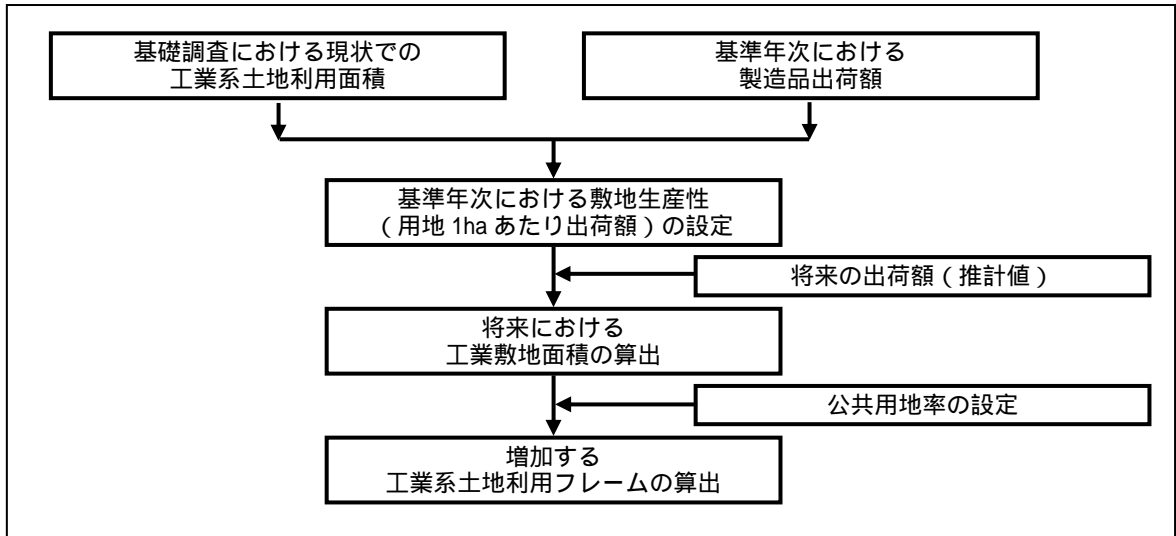 基礎調査における現状での
工業系土地利用面積
基準年次における
製造品出荷額
基準年次における敷地生産性
(用地 1ha あたり出荷額)の設定
将来の出荷額(推計値)
将来における
工業敷地面積の算出
公共用地率の設定
増加する
工業系土地利用フレームの算出